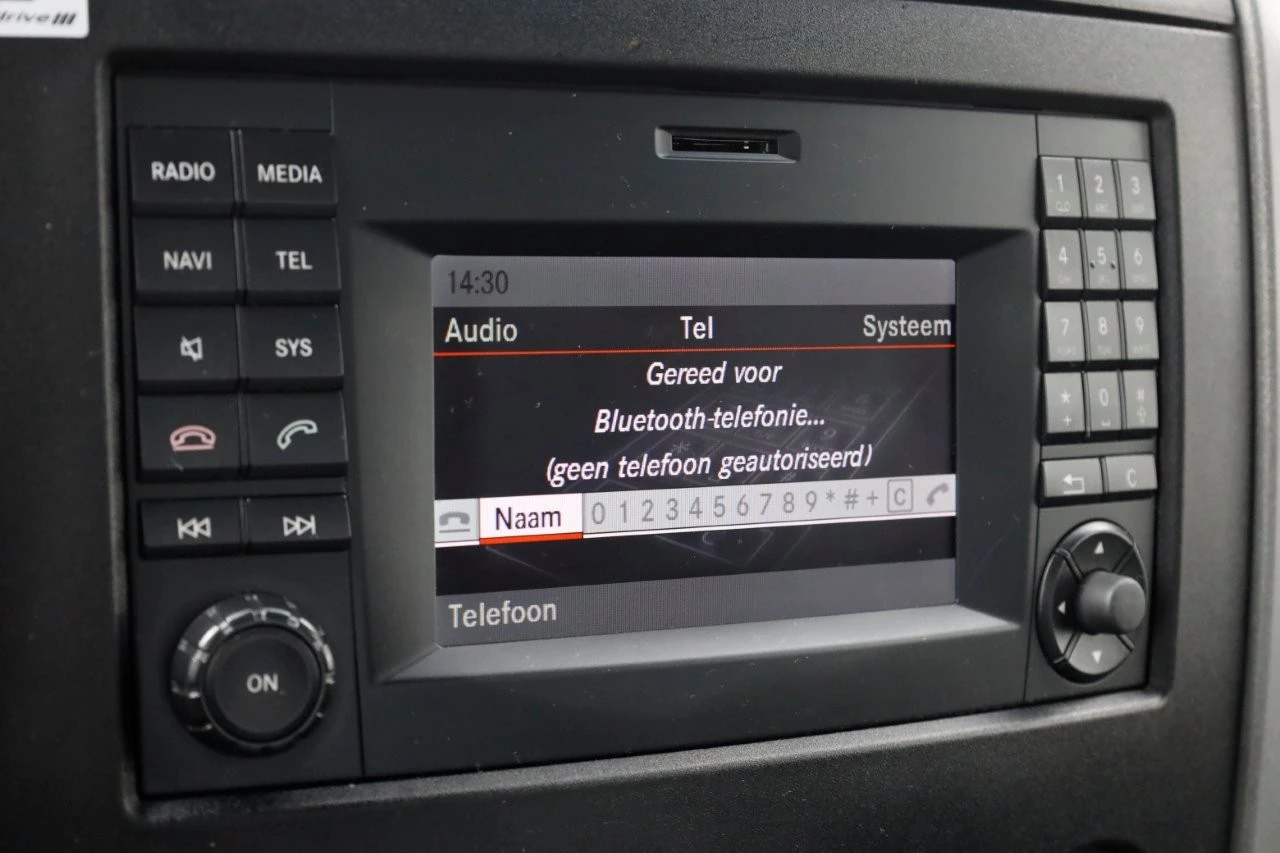 drive
RADIO MEDIA
NAVI TEL
SYS
ON
14:30
Audio Tel Systeem
Gereed voor
Bluetooth-telefonie...
(geen telefoon geautoriseerd)
Naam 0 1 2 3 4 5 6 7 8 9 * # + C
Telefoon
1 2 3
4 5 6
7 8 9
* 0 #
+
C